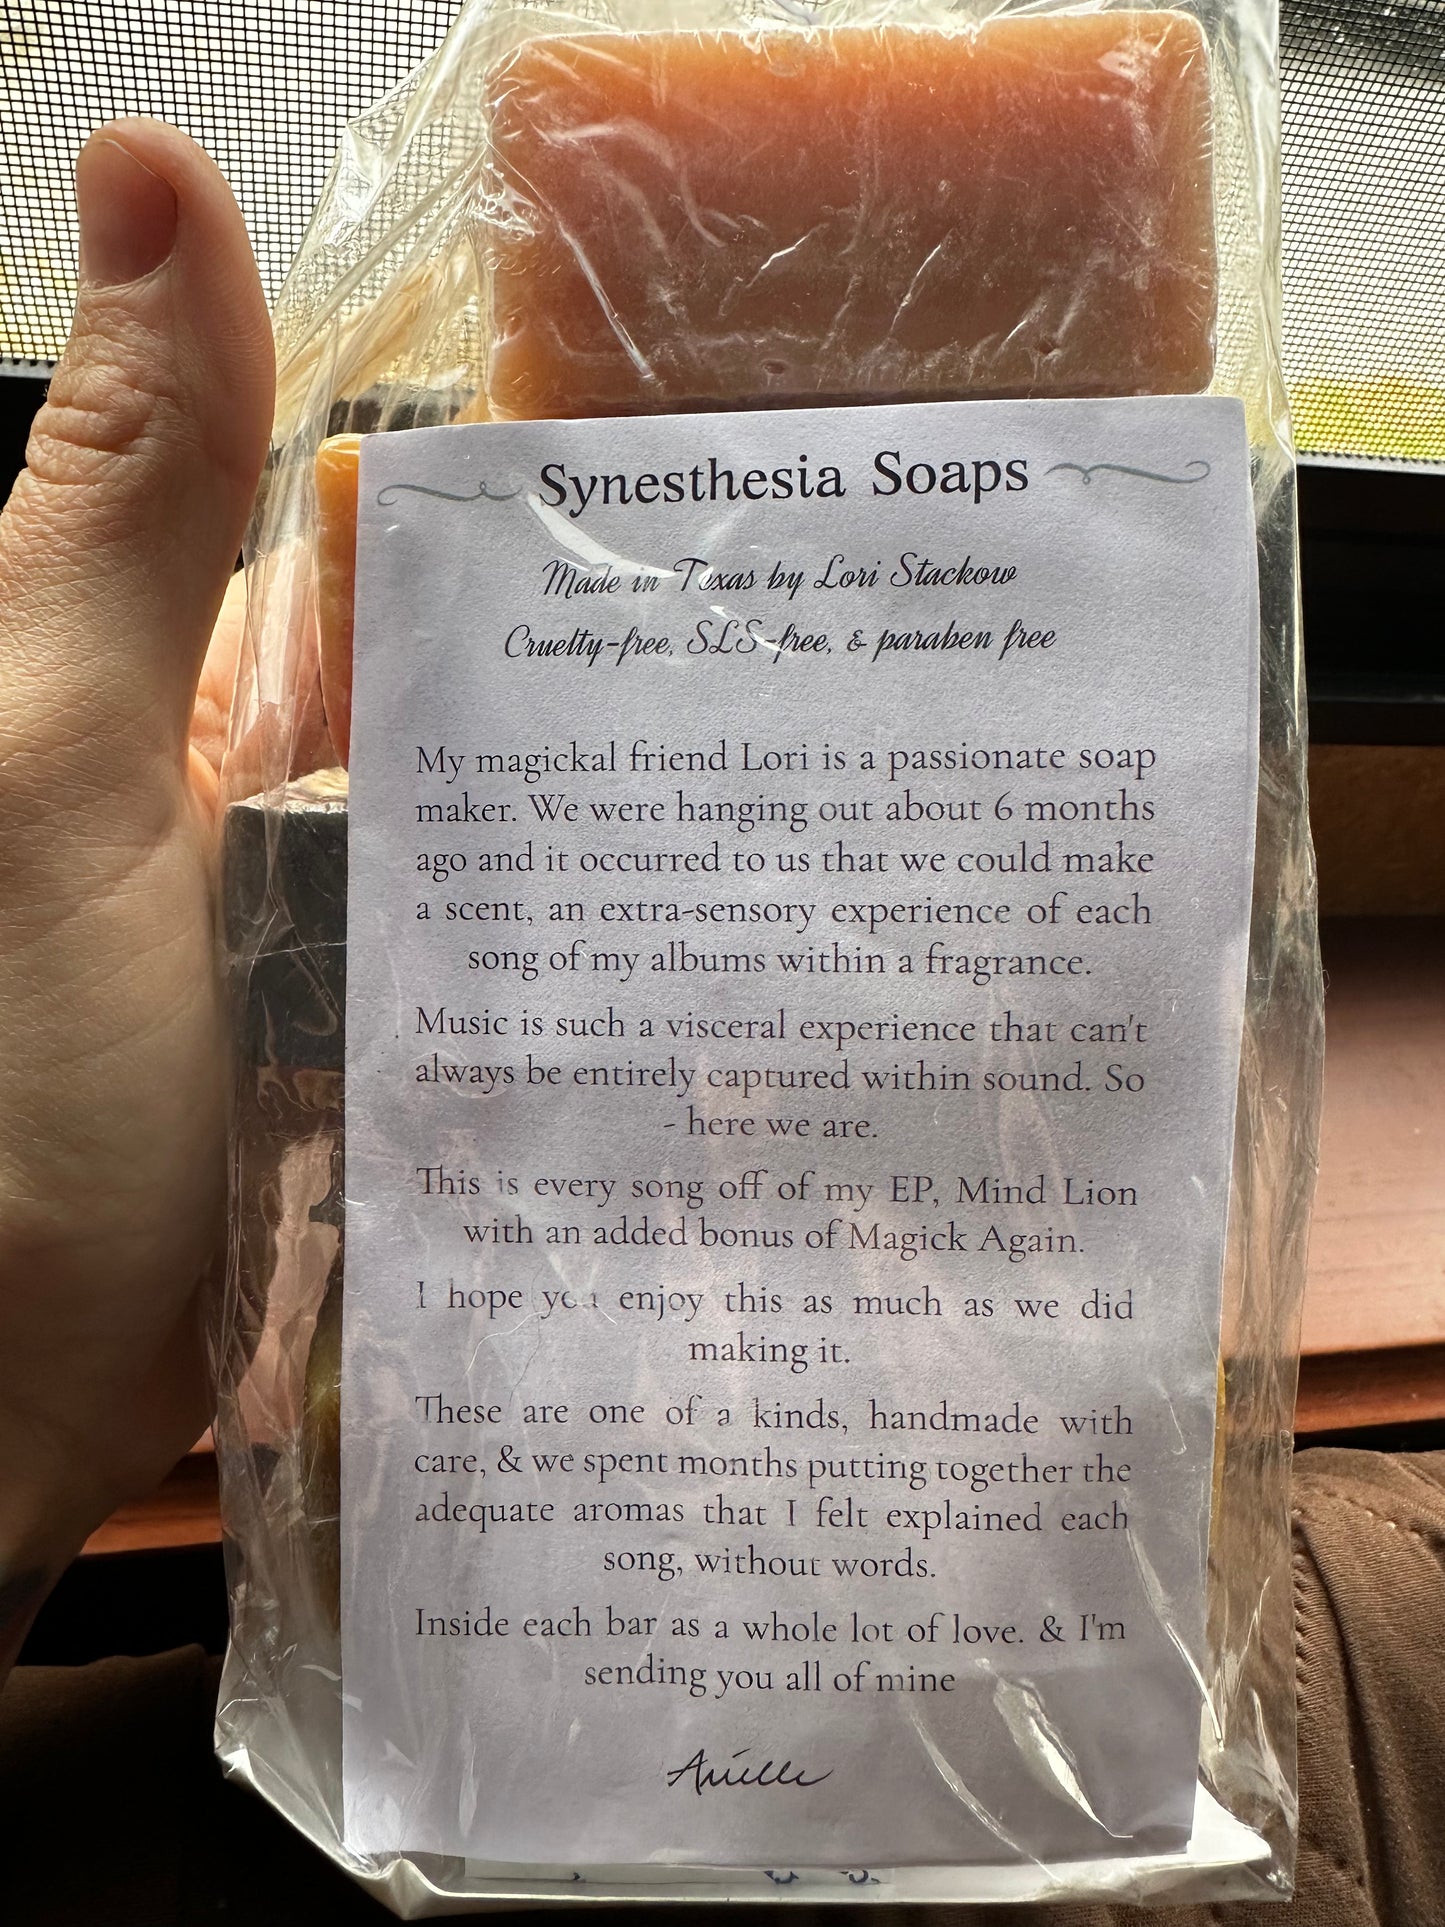 Synesthesia Soaps
Made in Texas by Lori Stackow
Cruelty-free, SLS-free, & paraben free
My magickal friend Lori is a passionate soap
maker. We were hanging out about 6 months
ago and it occurred to us that we could make
a scent, an extra-sensory experience of each
song of my albums within a fragrance.
Music is such a visceral experience that can't
always be entirely captured within sound. So
- here we are.
This is every song off of my EP, Mind Lion
with an added bonus of Magick Again.
I hope you enjoy this as much as we did
making it.
These are one of a kinds, handmade with
care, & we spent months putting together the
adequate aromas that I felt explained each
song, without words.
Inside each bar as a whole lot of love. & I'm
sending you all of mine
Arielle